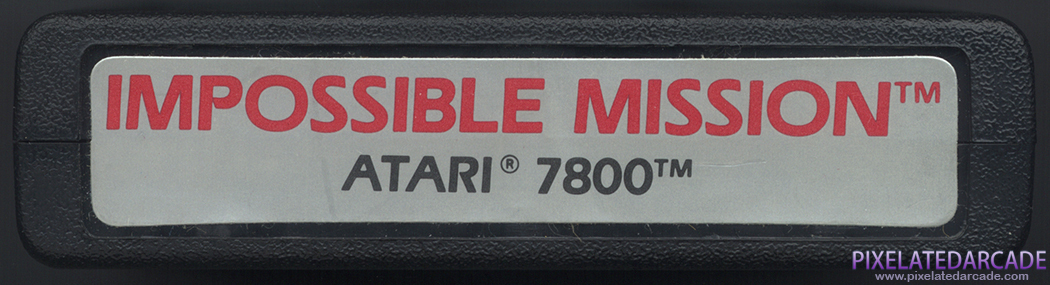 IMPOSSIBLE MISSION™
ATARI® 7800™
PIXELATEDARCADE
www.pixelatedarcade.com